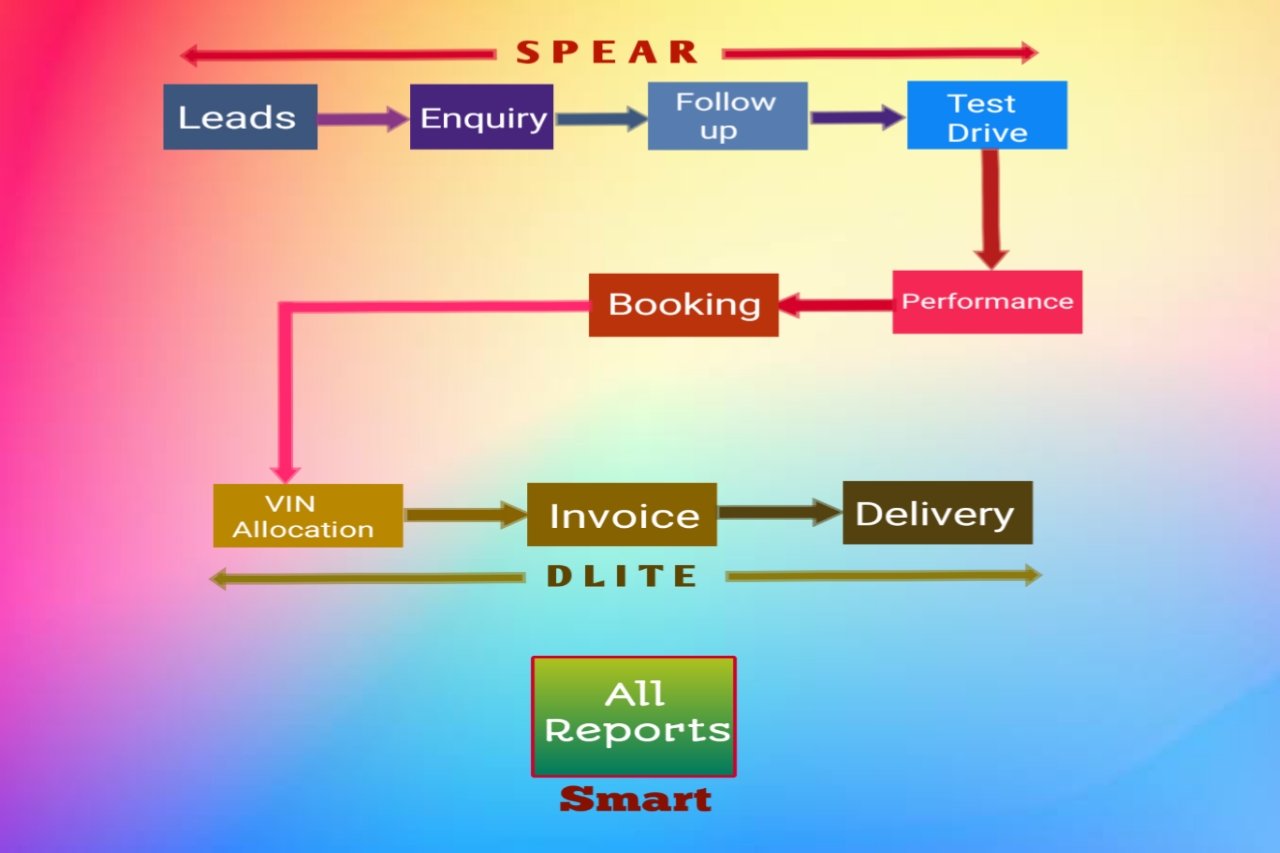 SPEAR
Leads
Enquiry
Follow
up
Test
Drive
Booking
Performance
VIN
Allocation
Invoice
Delivery
DLITE
All
Reports
Smart